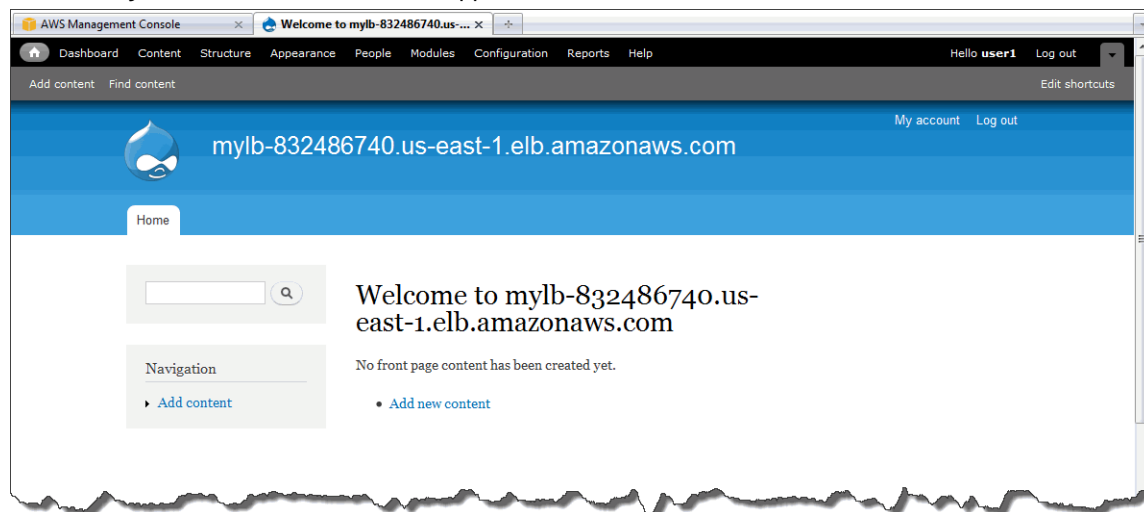 AWS Management Console
Welcome to mylb-832486740.us-...
Dashboard Content Structure Appearance People Modules Configuration Reports Help Hello user1 Log out
Add content Find content Edit shortcuts
My account Log out
mylb-832486740.us-east-1.elb.amazonaws.com
Home
Welcome to mylb-832486740.us-
east-1.elb.amazonaws.com
No front page content has been created yet.
Navigation
Add content
Add new content